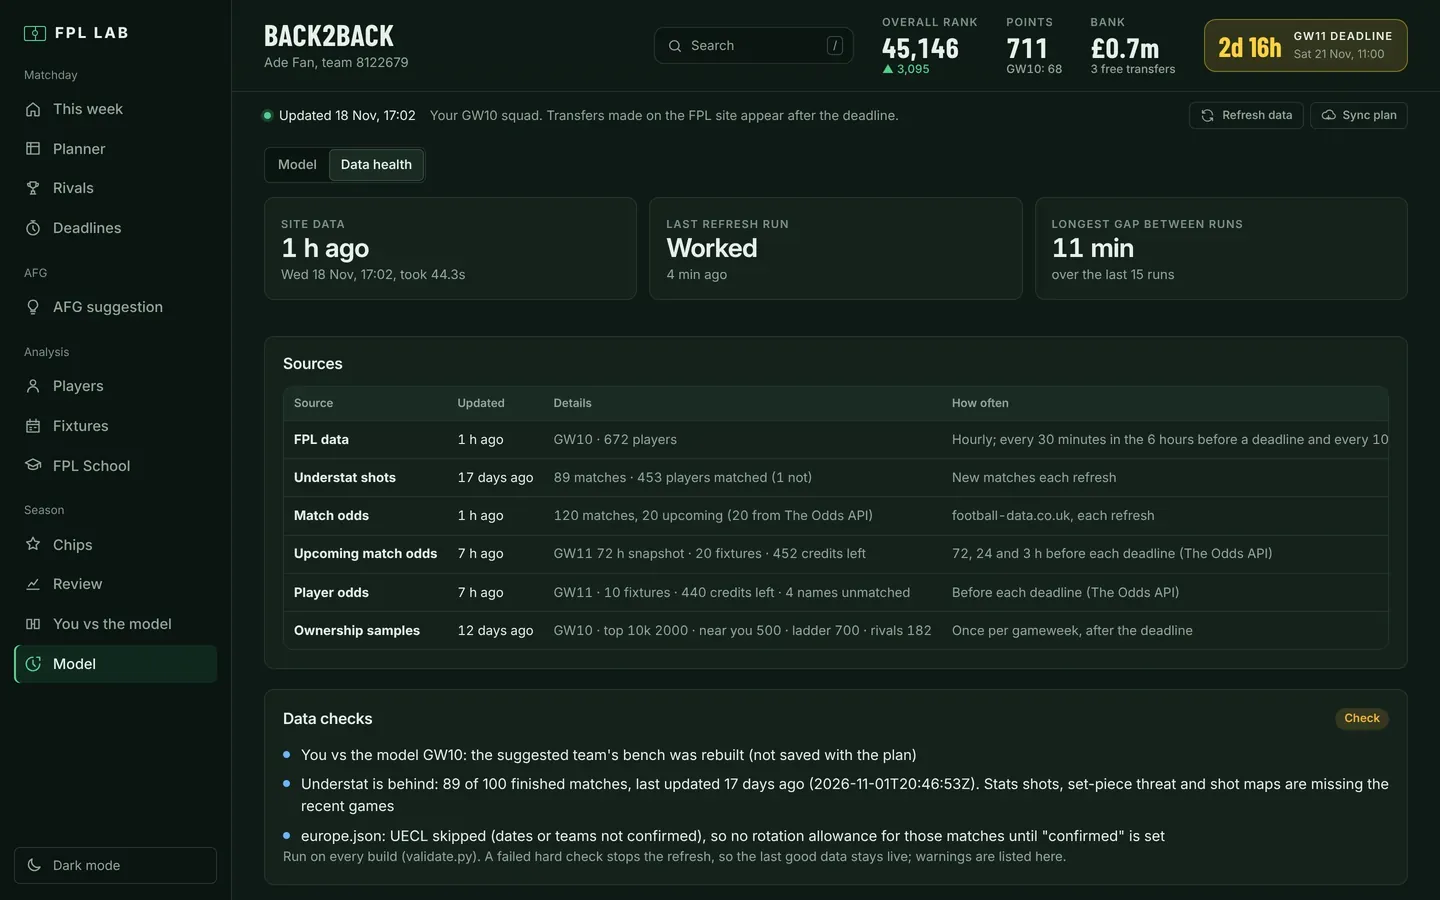 FPL LAB
Matchday
This week
Planner
Rivals
Deadlines
AFG
AFG suggestion
Analysis
Players
Fixtures
FPL School
Season
Chips
Review
You vs the model
Model
Dark mode
BACK2BACK
Ade Fan, team 8122679
Search /
OVERALL RANK
45,146
▲ 3,095
POINTS
711
GW10: 68
BANK
£0.7m
3 free transfers
2d 16h
GW11 DEADLINE
Sat 21 Nov, 11:00
Updated 18 Nov, 17:02 Your GW10 squad. Transfers made on the FPL site appear after the deadline.
Refresh data
Sync plan
Model
Data health
SITE DATA
1 h ago
Wed 18 Nov, 17:02, took 44.3s
LAST REFRESH RUN
Worked
4 min ago
LONGEST GAP BETWEEN RUNS
11 min
over the last 15 runs
Sources
Source Updated Details How often
FPL data 1 h ago GW10 · 672 players Hourly; every 30 minutes in the 6 hours before a deadline and every 10
Understat shots 17 days ago 89 matches · 453 players matched (1 not) New matches each refresh
Match odds 1 h ago 120 matches, 20 upcoming (20 from The Odds API) football-data.co.uk, each refresh
Upcoming match odds 7 h ago GW11 72 h snapshot · 20 fixtures · 452 credits left 72, 24 and 3 h before each deadline (The Odds API)
Player odds 7 h ago GW11 · 10 fixtures · 440 credits left · 4 names unmatched Before each deadline (The Odds API)
Ownership samples 12 days ago GW10 · top 10k 2000 · near you 500 · ladder 700 · rivals 182 Once per gameweek, after the deadline
Data checks
Check
You vs the model GW10: the suggested team's bench was rebuilt (not saved with the plan)
Understat is behind: 89 of 100 finished matches, last updated 17 days ago (2026-11-01T20:46:53Z). Stats shots, set-piece threat and shot maps are missing the
recent games
europe.json: UECL skipped (dates or teams not confirmed), so no rotation allowance for those matches until "confirmed" is set
Run on every build (validate.py). A failed hard check stops the refresh, so the last good data stays live; warnings are listed here.